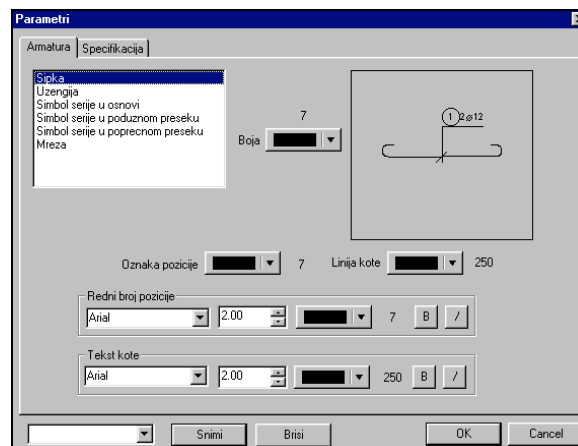 Parametri
Armatura Specifikacija
Sipka
Uzengija
Simbol serije u osnovi
Simbol serije u poduznom preseku
Simbol serije u poprecnom preseku
Mreza
7
Boja
1 2ø12
Oznaka pozicije 7 Linija kote 250
Redni broj pozicije
Arial 2.00 7 B /
Tekst kote
Arial 2.00 250 B /
Snimi Brisi OK Cancel